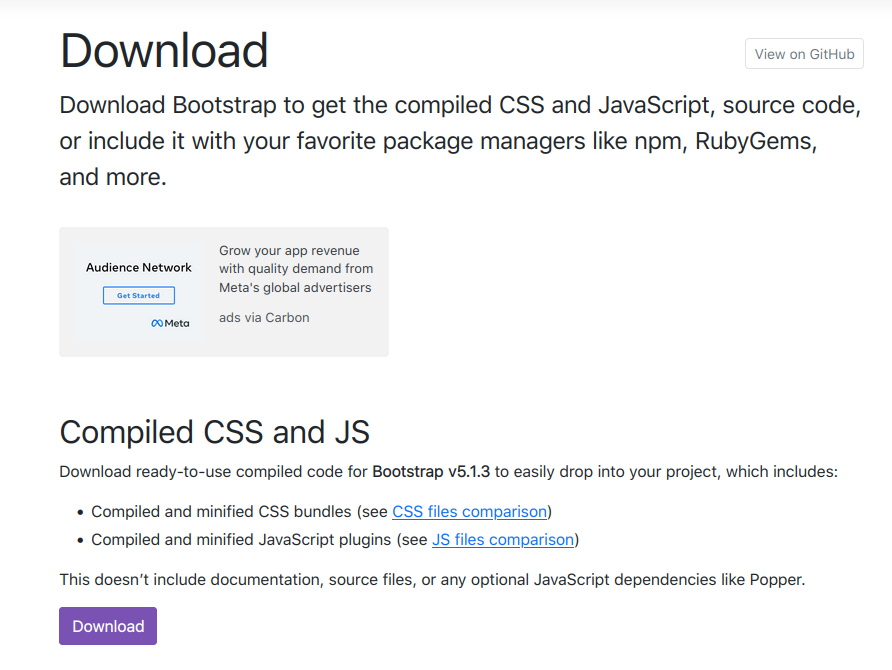 Download
View on GitHub
Download Bootstrap to get the compiled CSS and JavaScript, source code,
or include it with your favorite package managers like npm, RubyGems,
and more.
Audience Network
Get Started
Meta
Grow your app revenue
with quality demand from
Meta's global advertisers
ads via Carbon
Compiled CSS and JS
Download ready-to-use compiled code for Bootstrap v5.1.3 to easily drop into your project, which includes:
• Compiled and minified CSS bundles (see CSS files comparison)
• Compiled and minified JavaScript plugins (see JS files comparison)
This doesn’t include documentation, source files, or any optional JavaScript dependencies like Popper.
Download